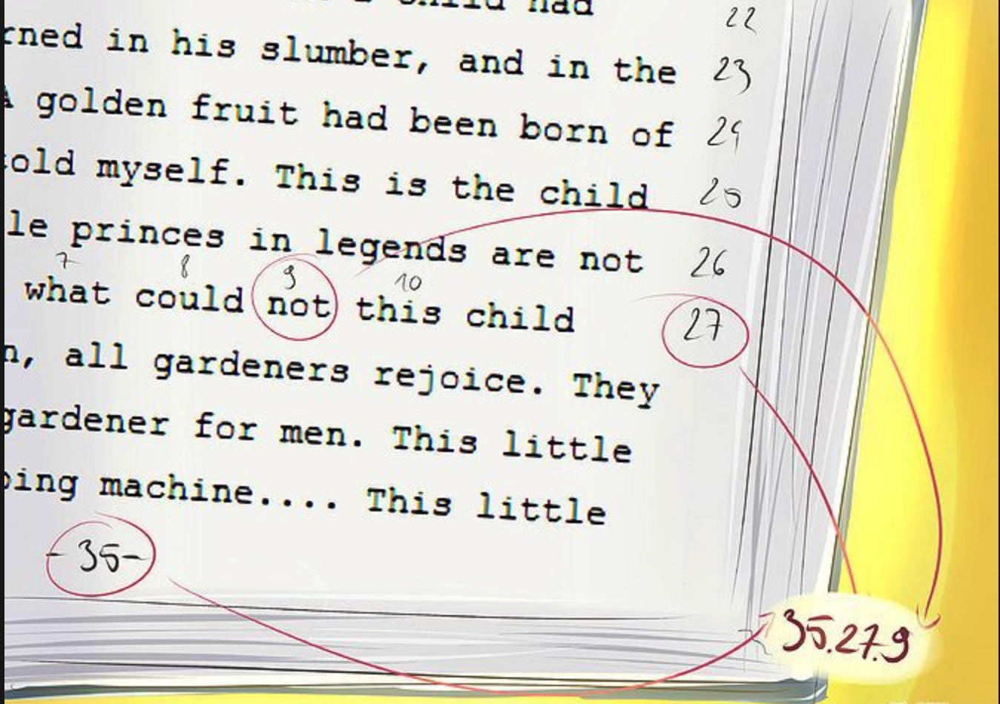 child had 22
rned in his slumber, and in the 23
A golden fruit had been born of 24
told myself. This is the child 25
le princes in legends are not 26
7 8 9 10
what could not this child 27
n, all gardeners rejoice. They
gardener for men. This little
ping machine.... This little
-35-
35.27.9